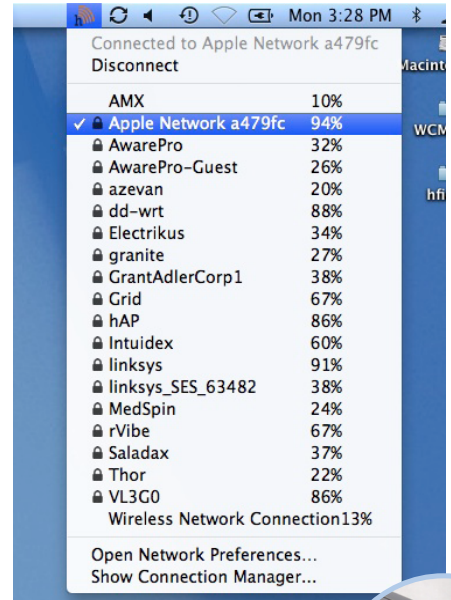 h Mon 3:28 PM
Connected to Apple Network a479fc
Disconnect
Macint
AMX 10%
✓ Apple Network a479fc 94%
WCM
AwarePro 32%
AwarePro-Guest 26%
azevan 20%
hfi
dd-wrt 88%
Electrikus 34%
granite 27%
GrantAdlerCorp1 38%
Grid 67%
hAP 86%
Intuidex 60%
linksys 91%
linksys_SES_63482 38%
MedSpin 24%
rVibe 67%
Saladax 37%
Thor 22%
VL3G0 86%
Wireless Network Connection13%
Open Network Preferences...
Show Connection Manager...